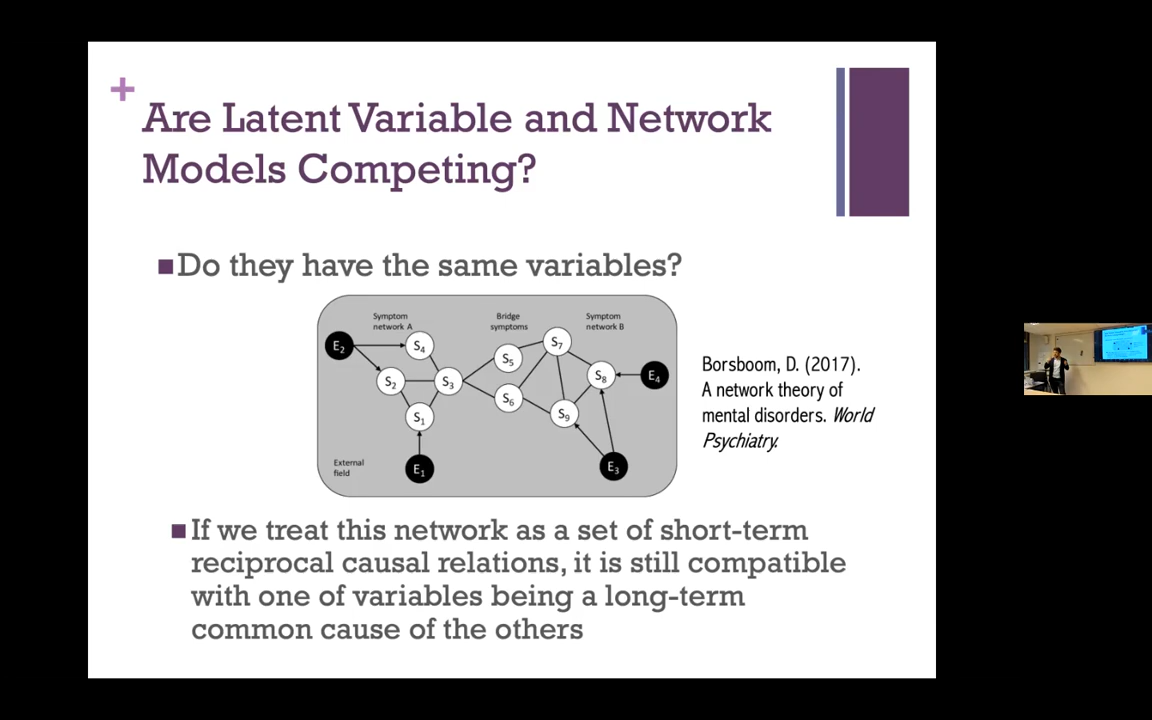 +
Are Latent Variable and Network
Models Competing?
Do they have the same variables?
Symptom
network A
Bridge
symptoms
Symptom
network B
E2
S4
S7
S5
S2
S3
S8
E4
S6
S1
S9
External
field
E1
E3
Borsboom, D. (2017).
A network theory of
mental disorders. World
Psychiatry.
If we treat this network as a set of short-term
reciprocal causal relations, it is still compatible
with one of variables being a long-term
common cause of the others